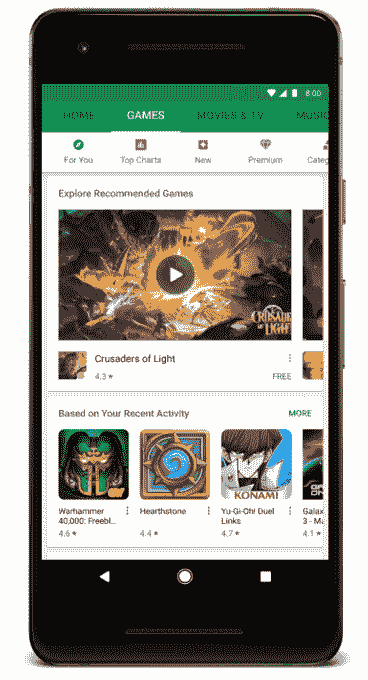 8:00
HOME GAMES MOVIES & TV MUSIC
For You Top Charts New Premium Categ
Explore Recommended Games
CRUSADERS
OF LIGHT
Crusaders of Light
4.3 ★ FREE
Based on Your Recent Activity MORE
KONAMI
Warhammer Hearthstone Yu-Gi-Oh! Duel Galax
40,000: Freebl... Links 3 - Ma
4.6 ★ 4.4 ★ 4.7 ★ 4.1 ★